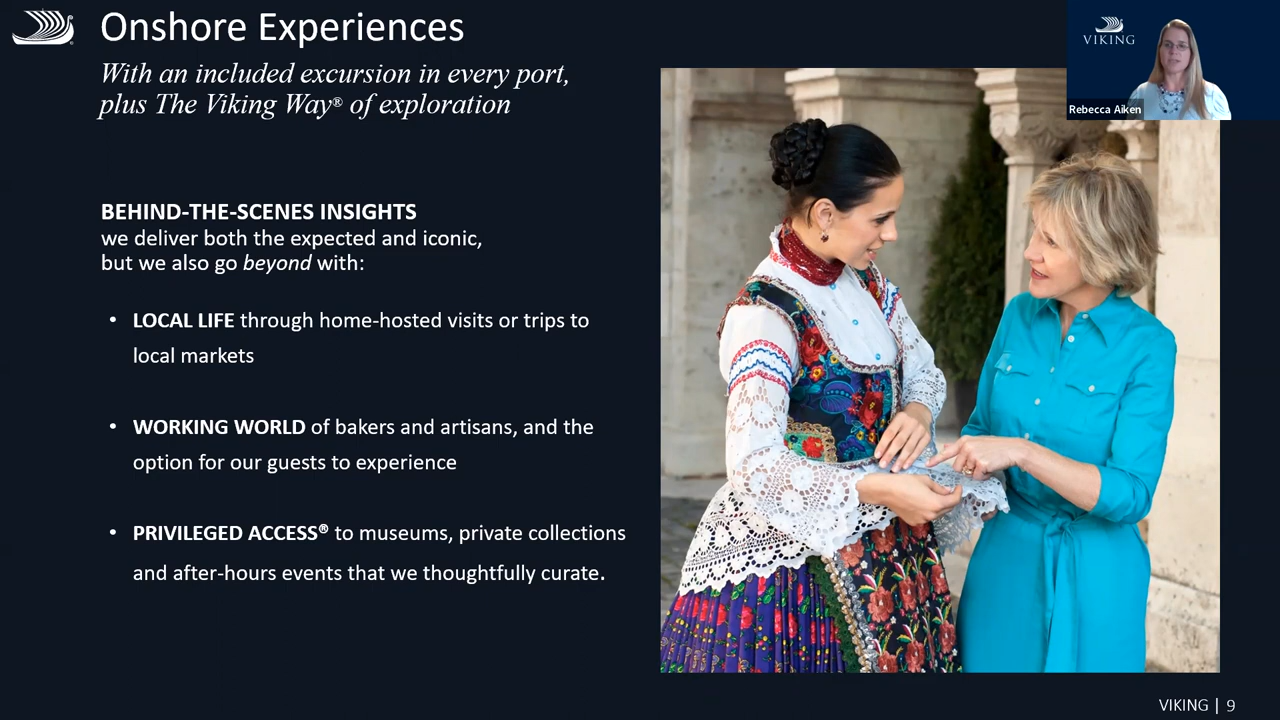 Onshore Experiences
With an included excursion in every port,
plus The Viking Way® of exploration
VIKING
Rebecca Aiken
BEHIND-THE-SCENES INSIGHTS
we deliver both the expected and iconic,
but we also go beyond with:
• LOCAL LIFE through home-hosted visits or trips to
local markets
• WORKING WORLD of bakers and artisans, and the
option for our guests to experience
• PRIVILEGED ACCESS® to museums, private collections
and after-hours events that we thoughtfully curate.
VIKING | 9